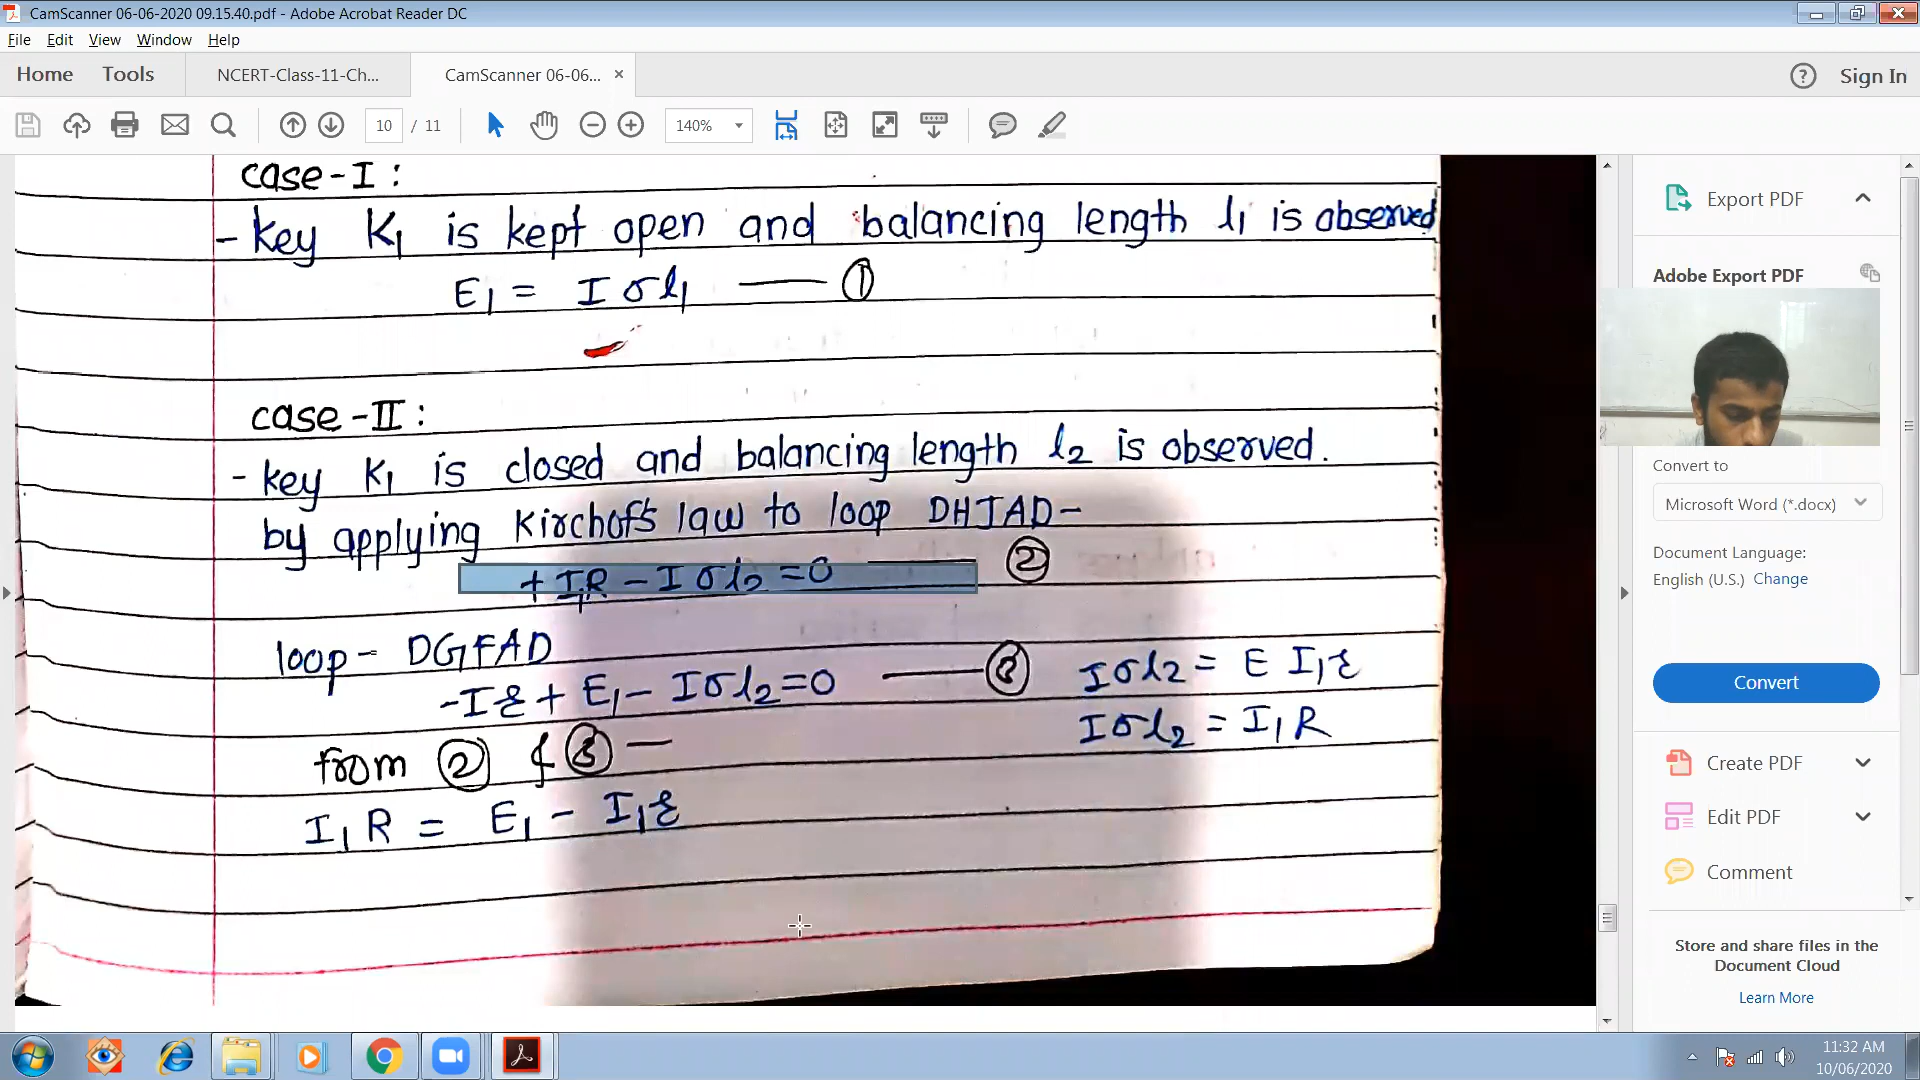 CamScanner 06-06-2020 09.15.40.pdf - Adobe Acrobat Reader DC
File Edit View Window Help
Home Tools NCERT-Class-11-Ch... CamScanner 06-06... × Sign In
10 / 11 140%
case-I :
- key K₁ is kept open and balancing length l₁ is observed
E₁ = I σ l₁ —— ①
case-II :
- key K₁ is closed and balancing length l₂ is observed.
by applying Kirchof's law to loop DHJAD-
+ I₁R - I σ l₂ = 0 —— ②
loop- DGFAD
- I r + E₁ - I σ l₂ = 0 —— ③
I σ l₂ = E I₁ r
I σ l₂ = I₁ R
from ② & ③ —
I₁ R = E₁ - I₁ r
Export PDF
Adobe Export PDF
Convert to
Microsoft Word (*.docx)
Document Language:
English (U.S.) Change
Convert
Create PDF
Edit PDF
Comment
Store and share files in the
Document Cloud
Learn More
11:32 AM
10/06/2020